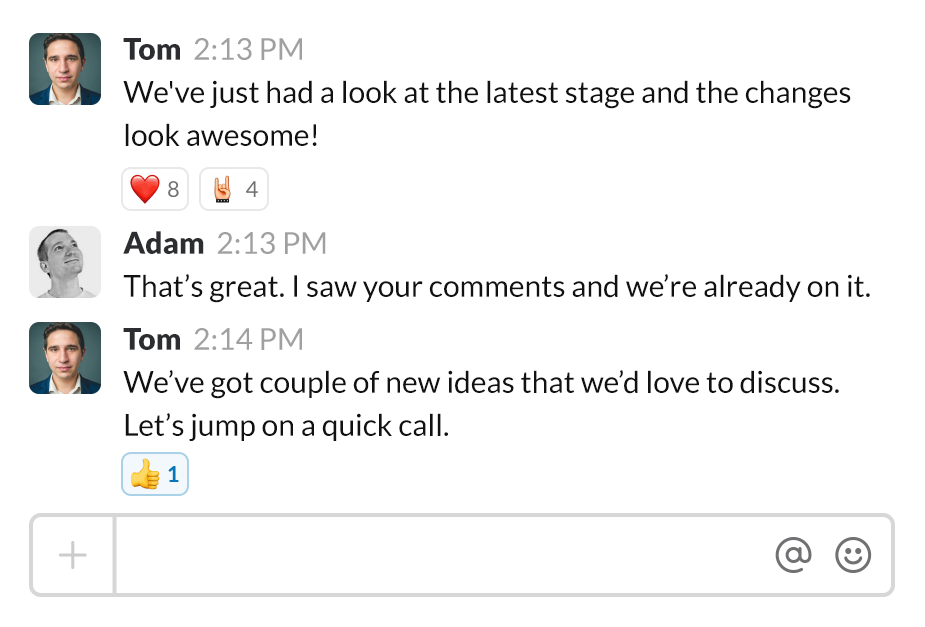 Tom 2:13 PM
We've just had a look at the latest stage and the changes
look awesome!
8 4
Adam 2:13 PM
That’s great. I saw your comments and we’re already on it.
Tom 2:14 PM
We’ve got couple of new ideas that we’d love to discuss.
Let’s jump on a quick call.
1